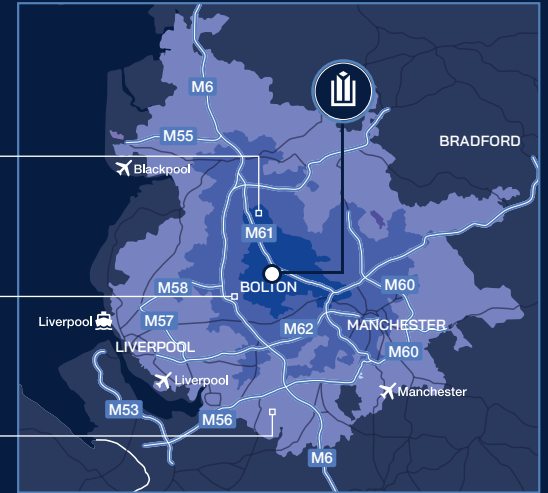 M6
BRADFORD
M55
Blackpool
M61
BOLTON
M58
M60
Liverpool
M57
M62
MANCHESTER
LIVERPOOL
M60
Liverpool
Manchester
M53
M56
M6